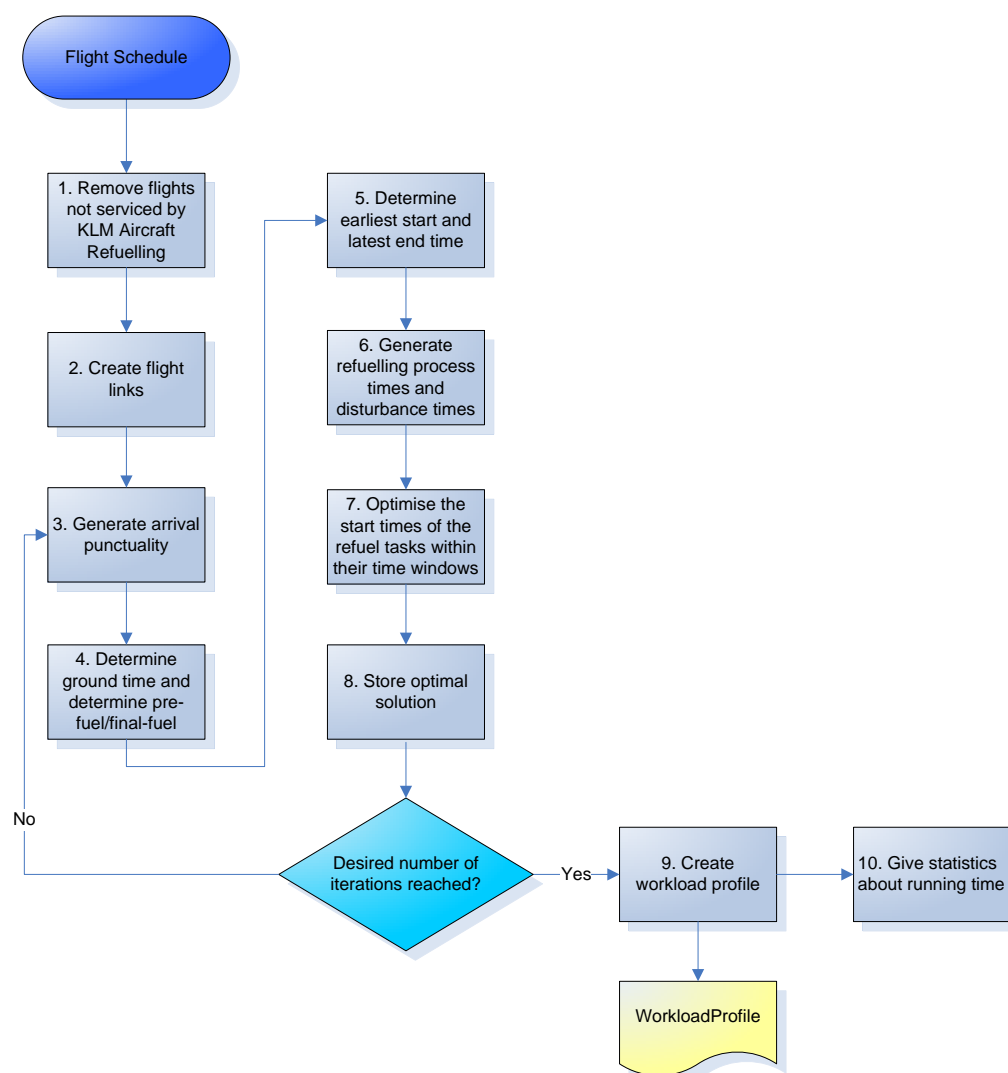 Flight Schedule
1. Remove flights
not serviced by
KLM Aircraft
Refuelling
2. Create flight
links
3. Generate arrival
punctuality
4. Determine
ground time and
determine pre-
fuel/final-fuel
5. Determine
earliest start and
latest end time
6. Generate
refuelling process
times and
disturbance times
7. Optimise the
start times of the
refuel tasks within
their time windows
8. Store optimal
solution
Desired number of
iterations reached?
No
Yes
9. Create
workload profile
10. Give statistics
about running time
WorkloadProfile